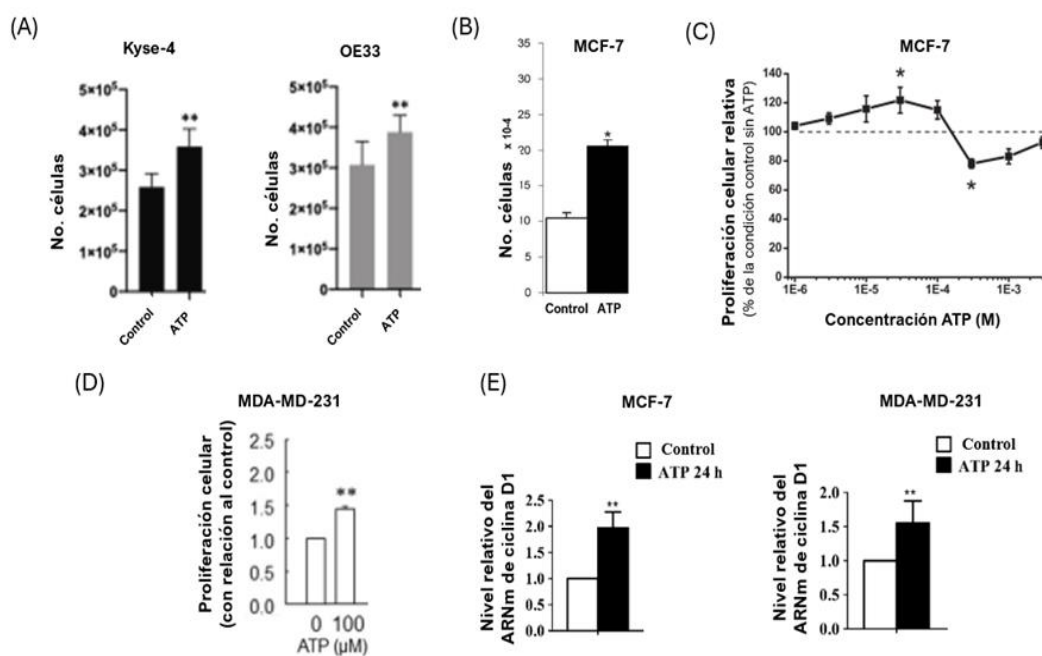 (A)
Kyse-4
No. células
5×10⁵
4×10⁵
3×10⁵
2×10⁵
1×10⁵
**
Control
ATP
OE33
No. células
5×10⁵
4×10⁵
3×10⁵
2×10⁵
1×10⁵
**
Control
ATP
(B)
MCF-7
No. células x 10-4
35
30
25
20
15
10
5
0
*
Control
ATP
(C)
MCF-7
Proliferación celular relativa
(% de la condición control sin ATP)
140
120
100
80
60
40
20
0
*
*
1E-6
1E-5
1E-4
1E-3
Concentración ATP (M)
(D)
MDA-MD-231
Proliferación celular
(con relación al control)
2.5
2.0
1.5
1.0
0.5
0.0
**
0
100
ATP (µM)
(E)
MCF-7
Control
ATP 24 h
Nivel relativo del
ARNm de ciclina D1
2.5
2.0
1.5
1.0
0.5
0.0
**
MDA-MD-231
Control
ATP 24 h
Nivel relativo del
ARNm de ciclina D1
2.0
1.5
1.0
0.5
0.0
**